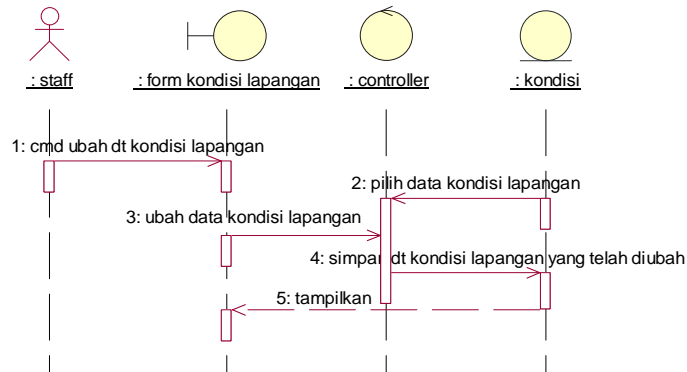 : staff
: form kondisi lapangan
: controller
: kondisi
1: cmd ubah dt kondisi lapangan
2: pilih data kondisi lapangan
3: ubah data kondisi lapangan
4: simpan dt kondisi lapangan yang telah diubah
5: tampilkan